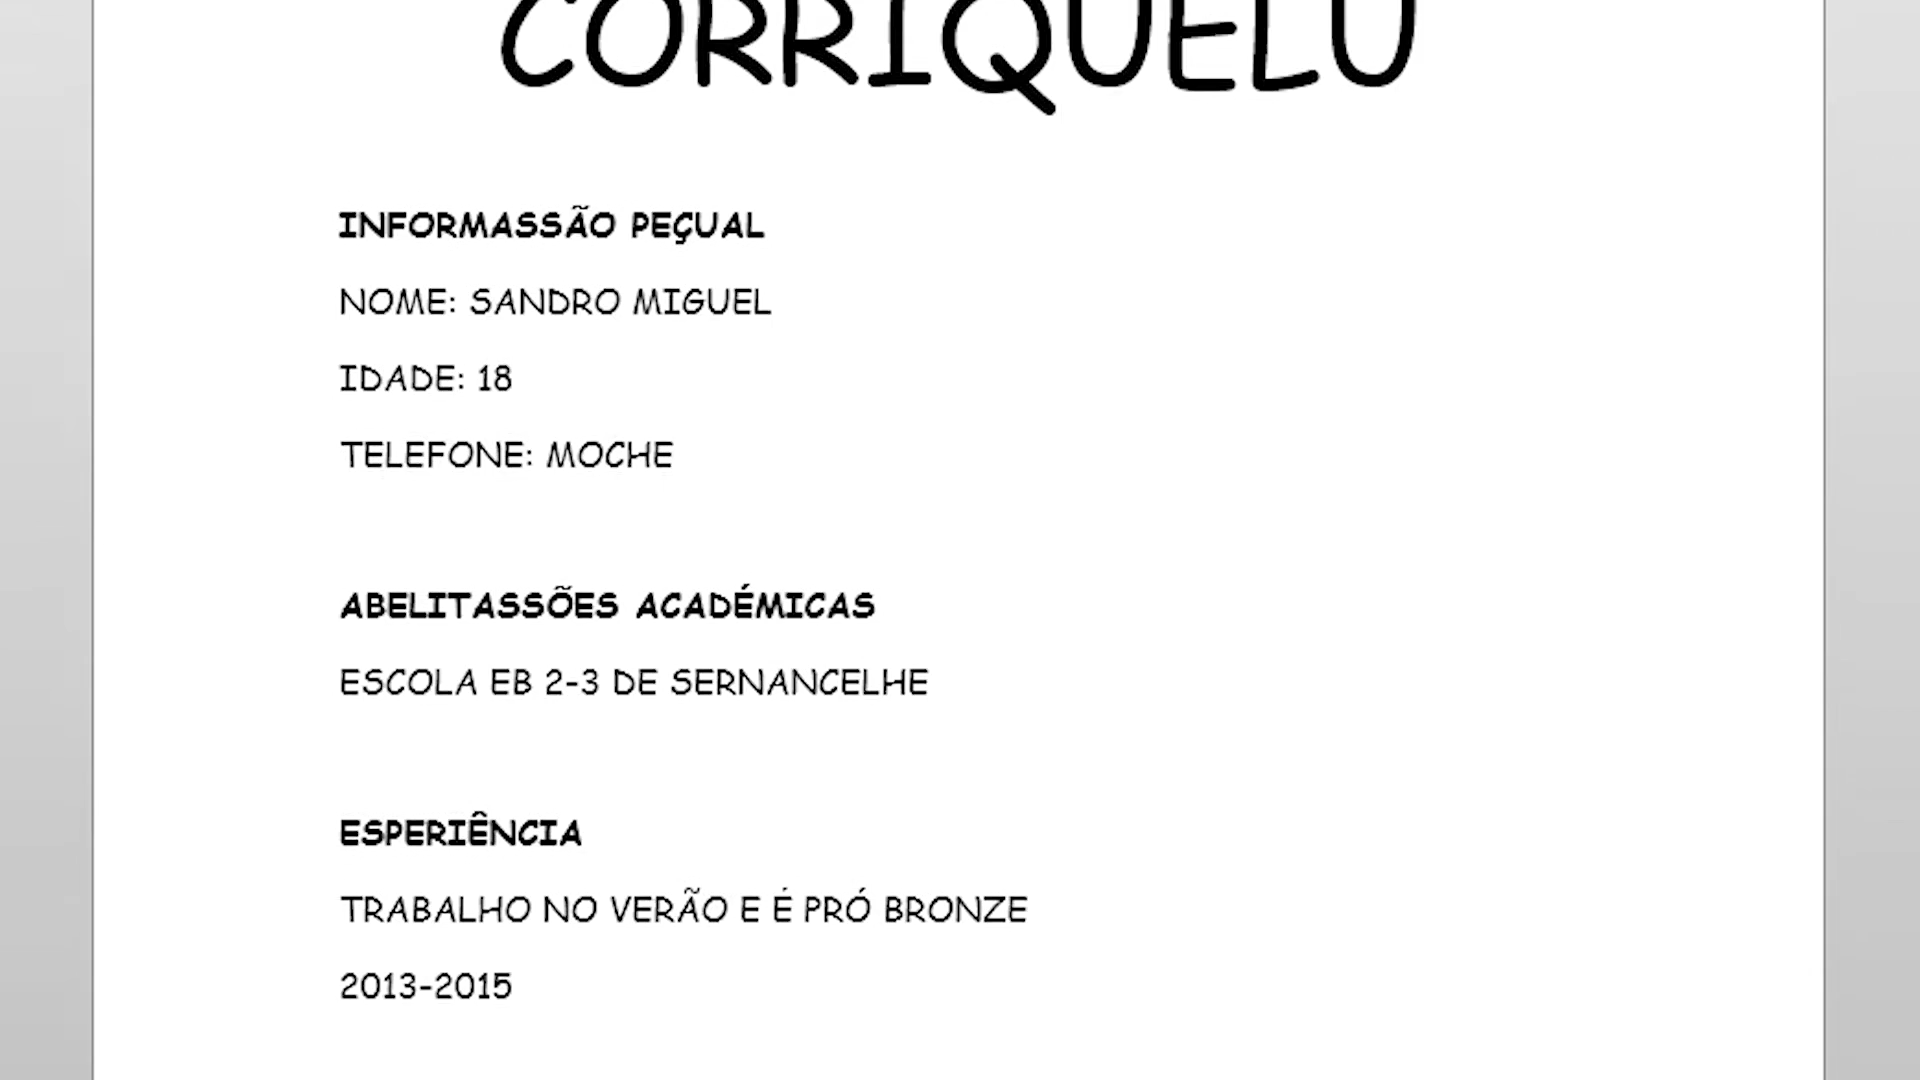 CORRIQUELU
INFORMASSÃO PEÇUAL
NOME: SANDRO MIGUEL
IDADE: 18
TELEFONE: MOCHE
ABELITASSÕES ACADÉMICAS
ESCOLA EB 2-3 DE SERNANCELHE
ESPERIÊNCIA
TRABALHO NO VERÃO E É PRÓ BRONZE
2013-2015